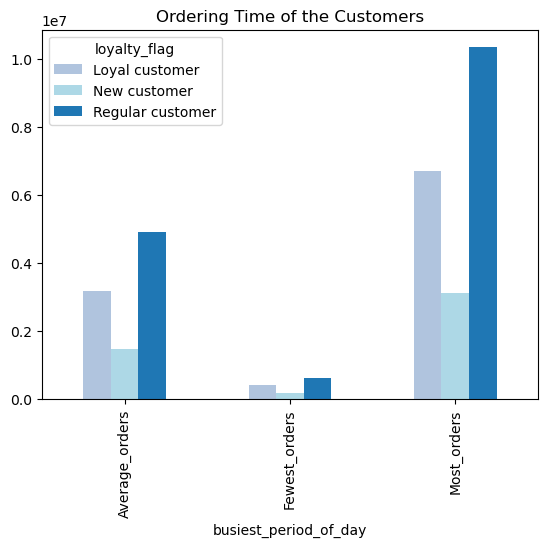 Ordering Time of the Customers
1e7
loyalty_flag
Loyal customer
New customer
Regular customer
1.0
0.8
0.6
0.4
0.2
0.0
Average_orders
Fewest_orders
Most_orders
busiest_period_of_day